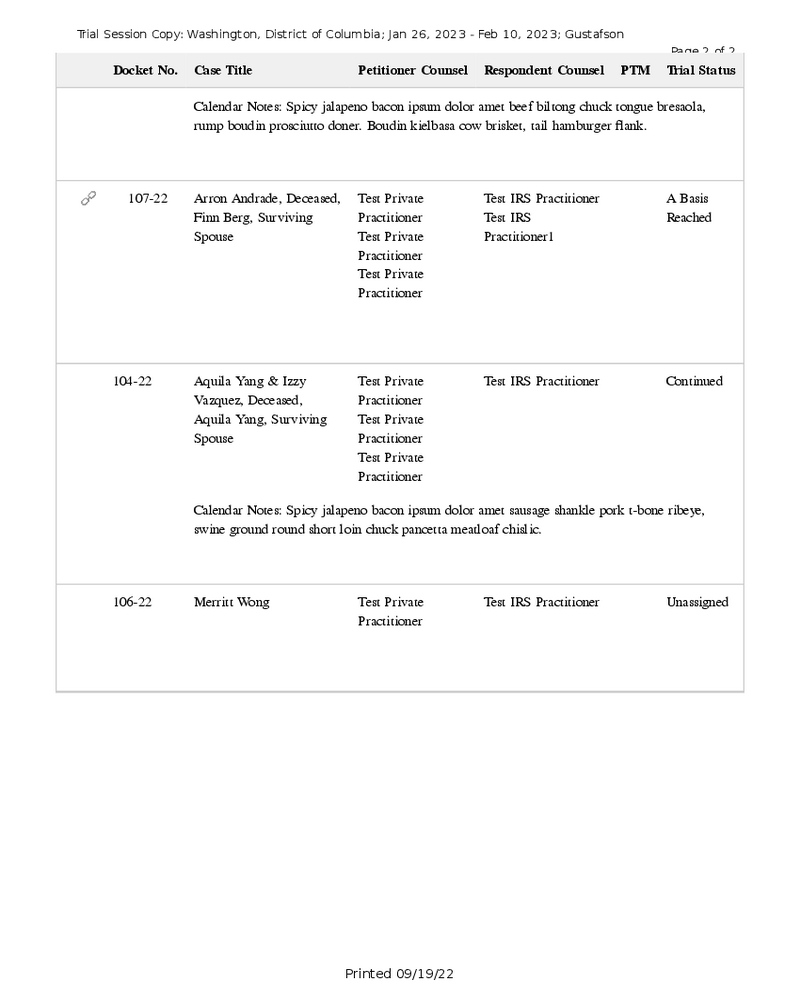 Trial Session Copy: Washington, District of Columbia; Jan 26, 2023 - Feb 10, 2023; Gustafson
Page 2 of 2
Docket No. Case Title Petitioner Counsel Respondent Counsel PTM Trial Status
Calendar Notes: Spicy jalapeno bacon ipsum dolor amet beef biltong chuck tongue bresaola,
rump boudin prosciutto doner. Boudin kielbasa cow brisket, tail hamburger flank.
107-22 Arron Andrade, Deceased, Test Private Test IRS Practitioner A Basis
Finn Berg, Surviving Practitioner Test IRS Reached
Spouse Test Private Practitioner1
Practitioner
Test Private
Practitioner
104-22 Aquila Yang & Izzy Test Private Test IRS Practitioner Continued
Vazquez, Deceased, Practitioner
Aquila Yang, Surviving Test Private
Spouse Practitioner
Test Private
Practitioner
Calendar Notes: Spicy jalapeno bacon ipsum dolor amet sausage shankle pork t-bone ribeye,
swine ground round short loin chuck pancetta meatloaf chislic.
106-22 Merritt Wong Test Private Test IRS Practitioner Unassigned
Practitioner
Printed 09/19/22